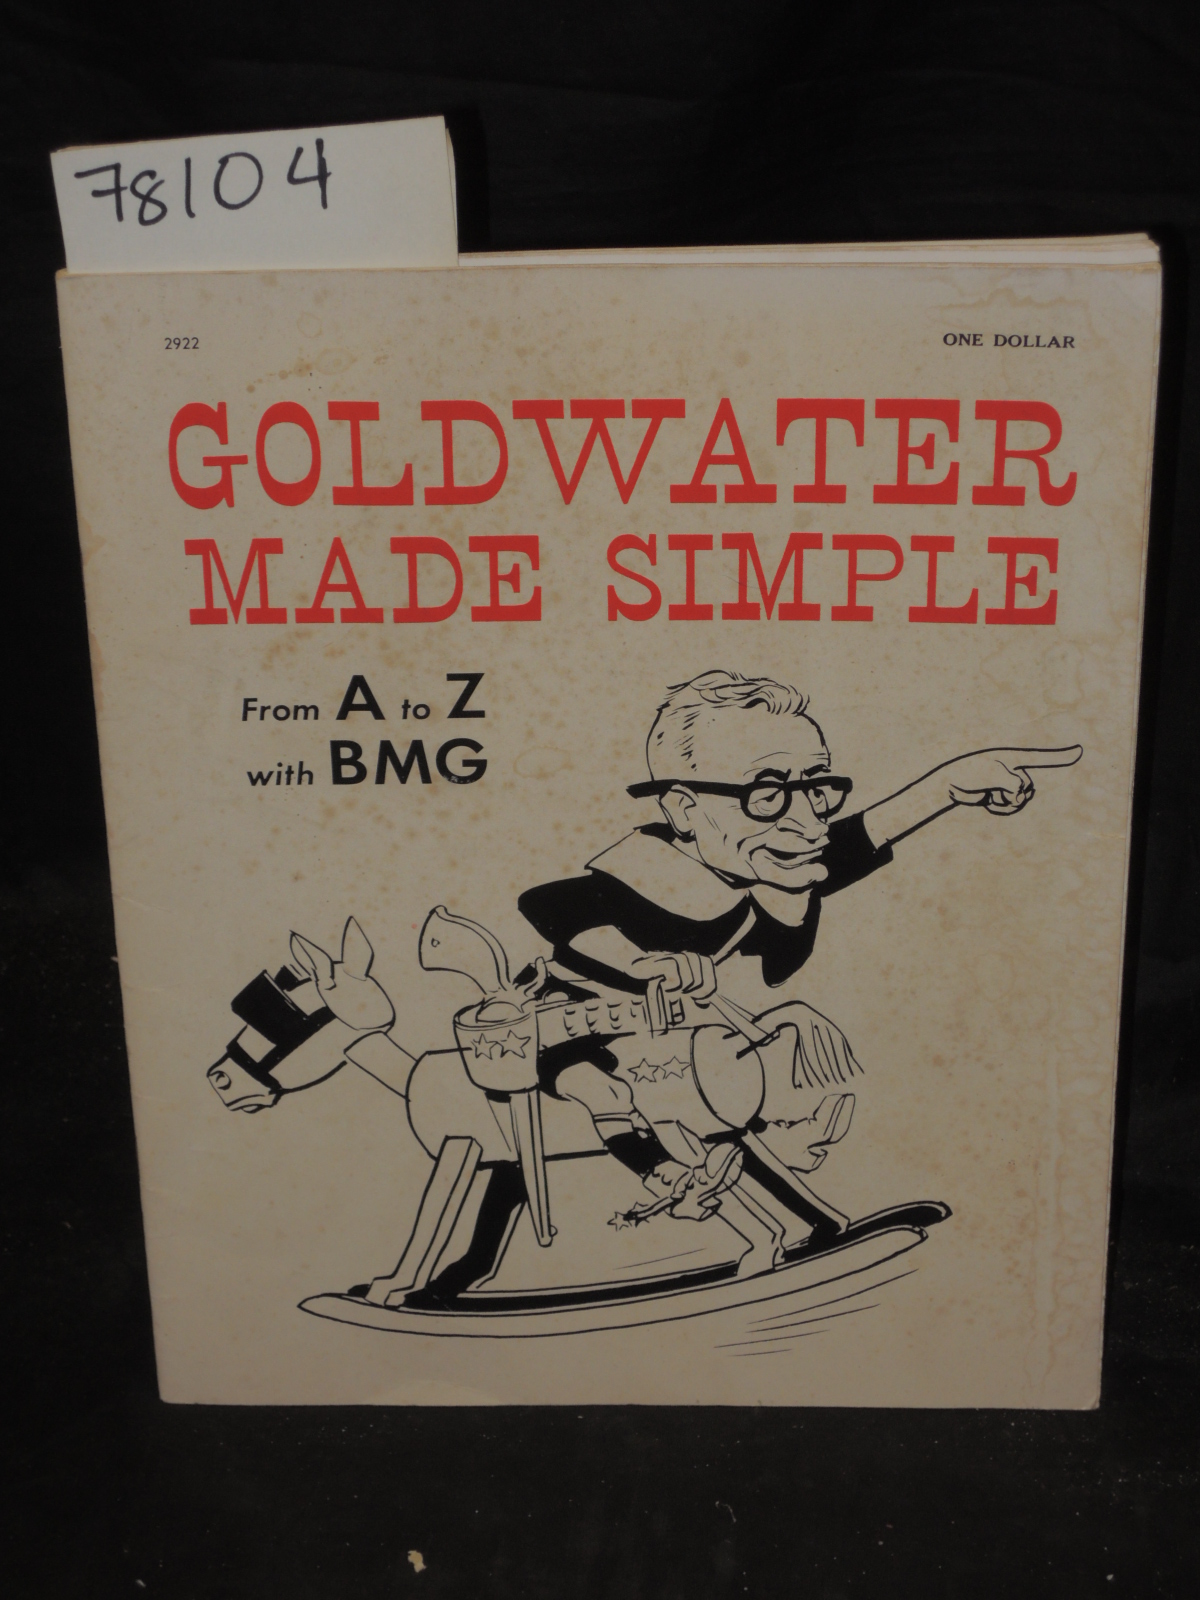 78104
2922
ONE DOLLAR
GOLDWATER
MADE SIMPLE
From A to Z
with BMG